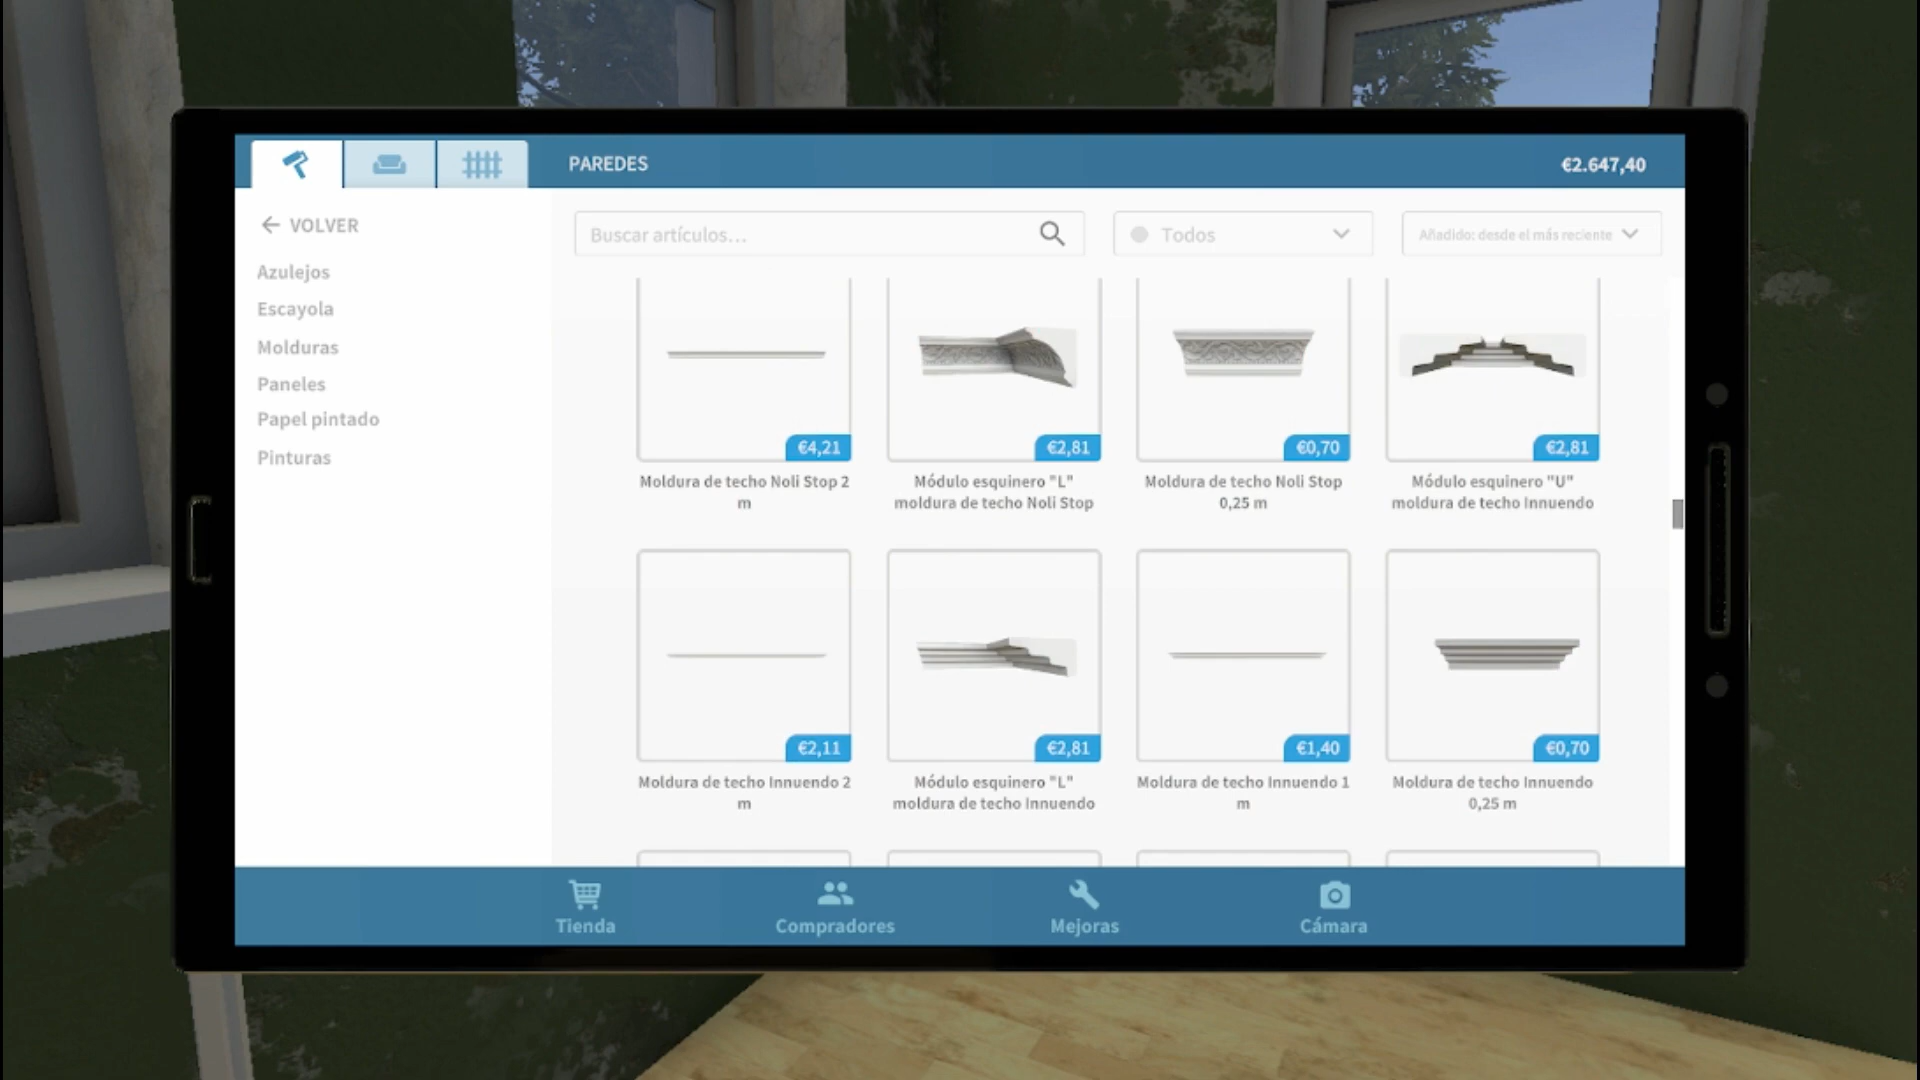 PAREDES
€2.647,40
VOLVER
Azulejos
Escayola
Molduras
Paneles
Papel pintado
Pinturas
Buscar artículos...
Todos
Añadido: desde el más reciente
€4,21
€2,81
€0,70
€2,81
Moldura de techo Noli Stop 2
m
Módulo esquinero "L"
moldura de techo Noli Stop
Moldura de techo Noli Stop
0,25 m
Módulo esquinero "U"
moldura de techo Innuendo
€2,11
€2,81
€1,40
€0,70
Moldura de techo Innuendo 2
m
Módulo esquinero "L"
moldura de techo Innuendo
Moldura de techo Innuendo 1
m
Moldura de techo Innuendo
0,25 m
Tienda
Compradores
Mejoras
Cámara